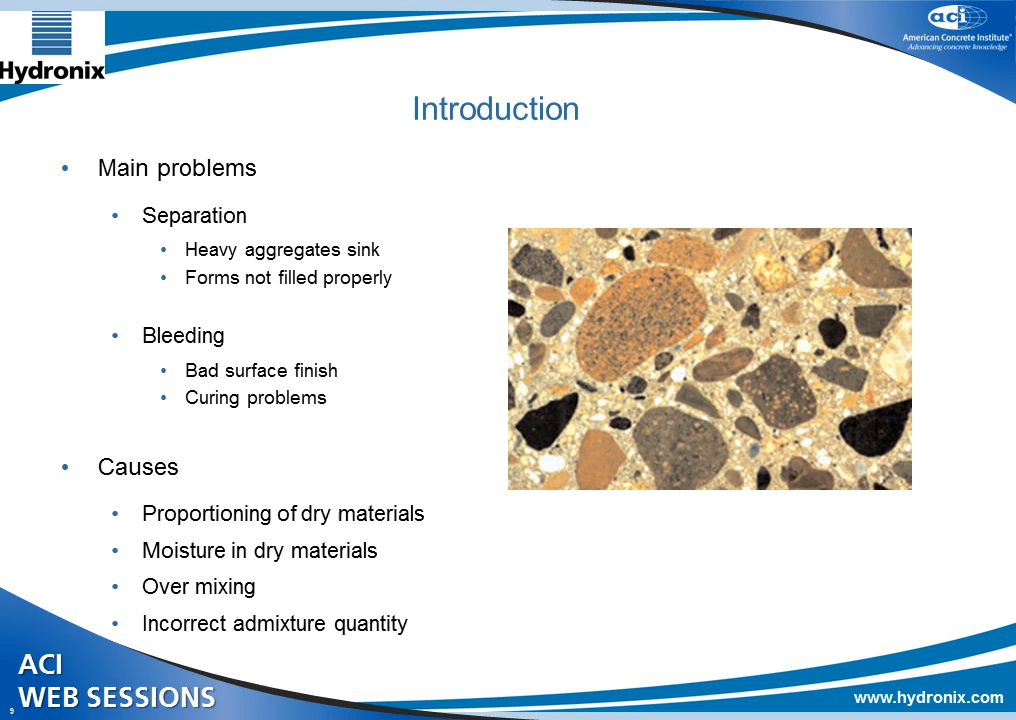 Hydronix
aci
American Concrete Institute®
Advancing concrete knowledge
Introduction
• Main problems
• Separation
• Heavy aggregates sink
• Forms not filled properly
• Bleeding
• Bad surface finish
• Curing problems
• Causes
• Proportioning of dry materials
• Moisture in dry materials
• Over mixing
• Incorrect admixture quantity
ACI
WEB SESSIONS
9
www.hydronix.com